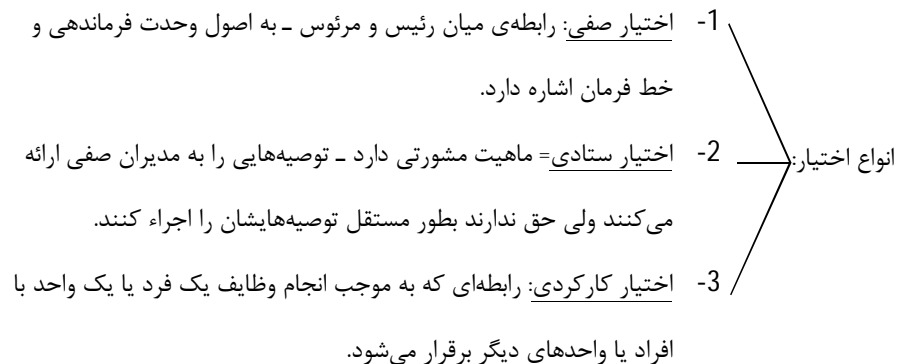 1- اختیار صفی: رابطه‌ی میان رئیس و مرئوس ـ به اصول وحدت فرماندهی و
خط فرمان اشاره دارد.
انواع اختیار:
2- اختیار ستادی= ماهیت مشورتی دارد ـ توصیه‌هایی را به مدیران صفی ارائه
می‌کنند ولی حق ندارند بطور مستقل توصیه‌هایشان را اجراء کنند.
3- اختیار کارکردی: رابطه‌ای که به موجب انجام وظایف یک فرد یا یک واحد با
افراد یا واحدهای دیگر برقرار می‌شود.